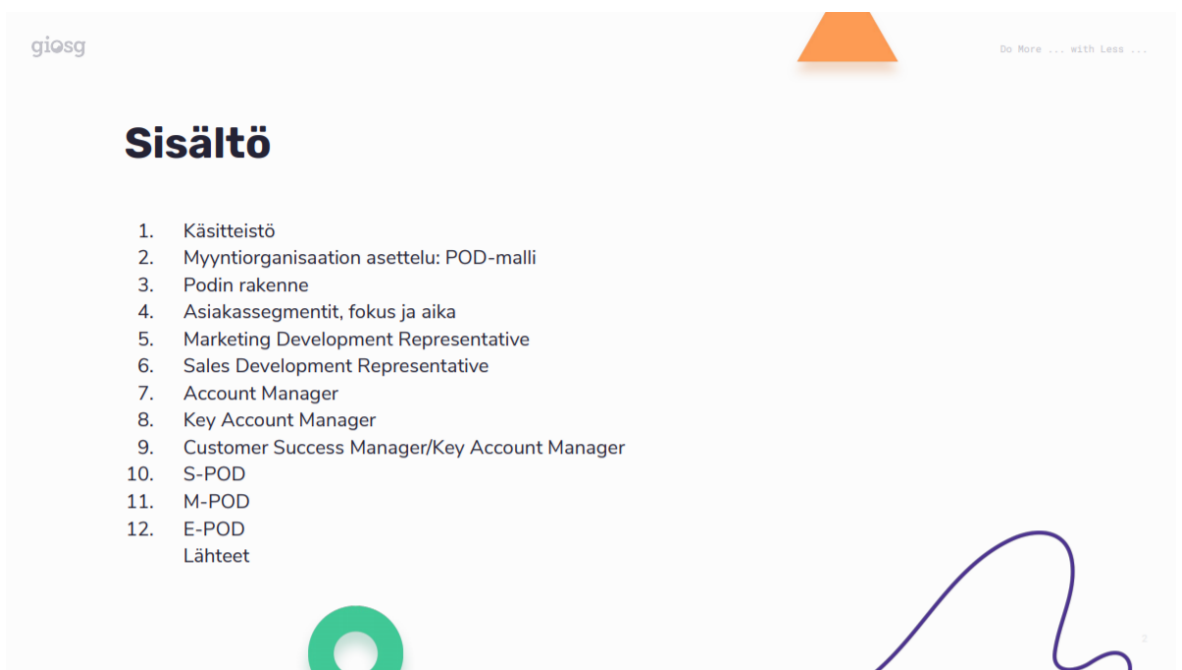 giosg
Do More ... with Less ...
Sisältö
1. Käsitteistö
2. Myyntiorganisaation asettelu: POD-malli
3. Podin rakenne
4. Asiakassegmentit, fokus ja aika
5. Marketing Development Representative
6. Sales Development Representative
7. Account Manager
8. Key Account Manager
9. Customer Success Manager/Key Account Manager
10. S-POD
11. M-POD
12. E-POD
Lähteet